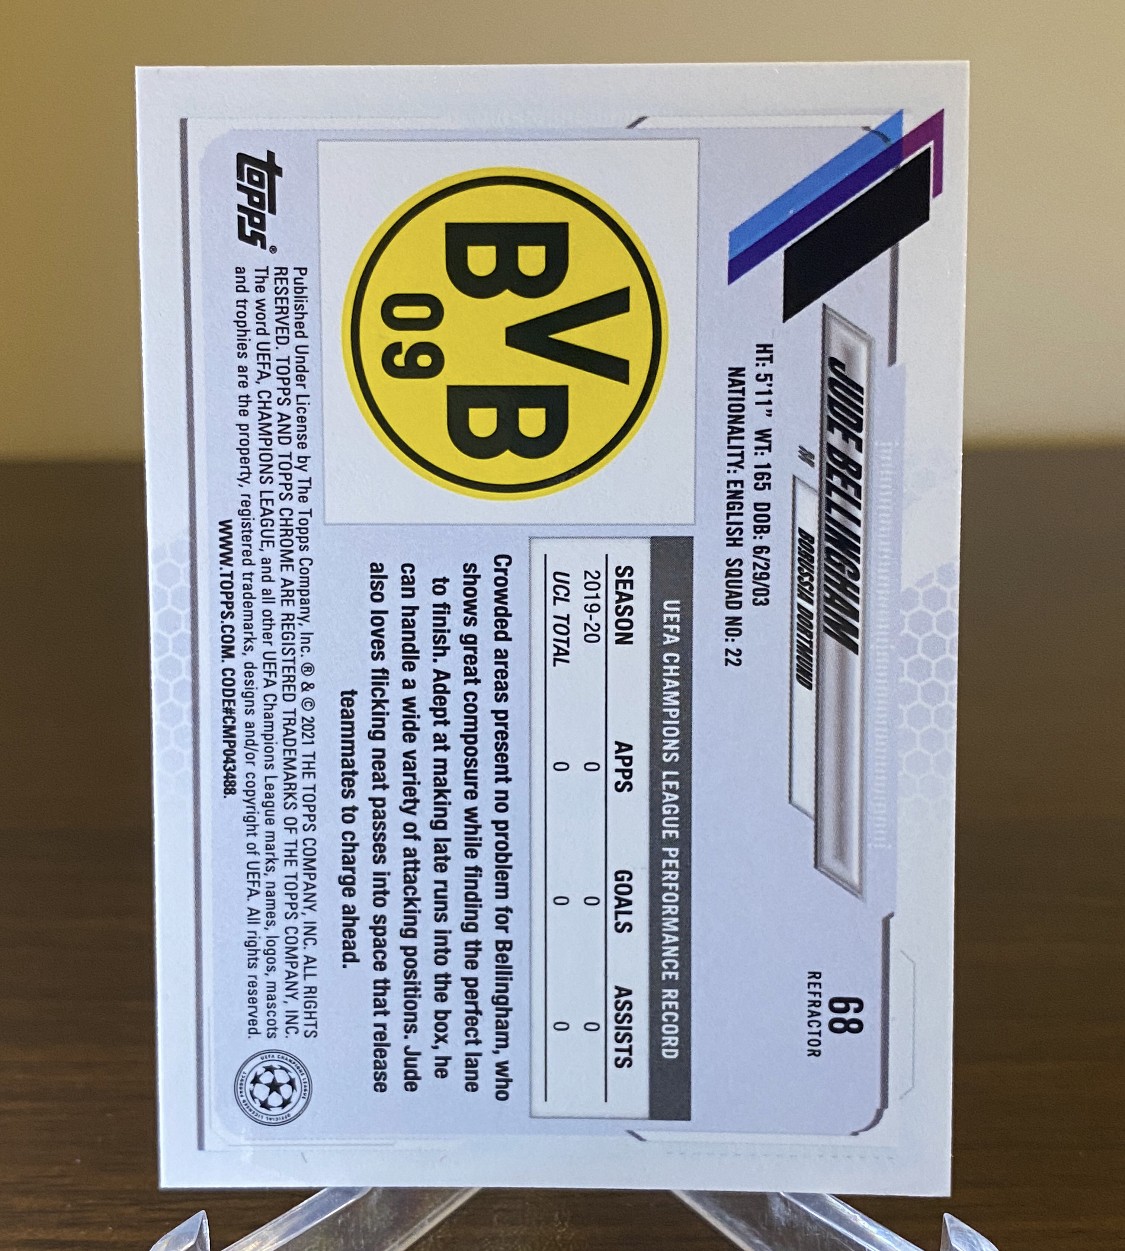 68
REFRACTOR
JUDE BELLINGHAM
M BORUSSIA DORTMUND
HT: 5'11" WT: 165 DOB: 6/29/03
NATIONALITY: ENGLISH SQUAD NO: 22
BVB
09
UEFA CHAMPIONS LEAGUE PERFORMANCE RECORD
SEASON APPS GOALS ASSISTS
2019-20 0 0 0
UCL TOTAL 0 0 0
Crowded areas present no problem for Bellingham, who
shows great composure while finding the perfect lane
to finish. Adept at making late runs into the box, he
can handle a wide variety of attacking positions. Jude
also loves flicking neat passes into space that release
teammates to charge ahead.
topps®
Published Under License by The Topps Company, Inc. ® & © 2021 THE TOPPS COMPANY, INC. ALL RIGHTS
RESERVED. TOPPS AND TOPPS CHROME ARE REGISTERED TRADEMARKS OF THE TOPPS COMPANY, INC.
The word UEFA, CHAMPIONS LEAGUE, and all other UEFA Champions League marks, names, logos, mascots
and trophies are the property, registered trademarks, designs and/or copyright of UEFA. All rights reserved.
WWW.TOPPS.COM. CODE#CMP043488.
UEFA CHAMPIONS LEAGUE
OFFICIAL LICENSED PRODUCT